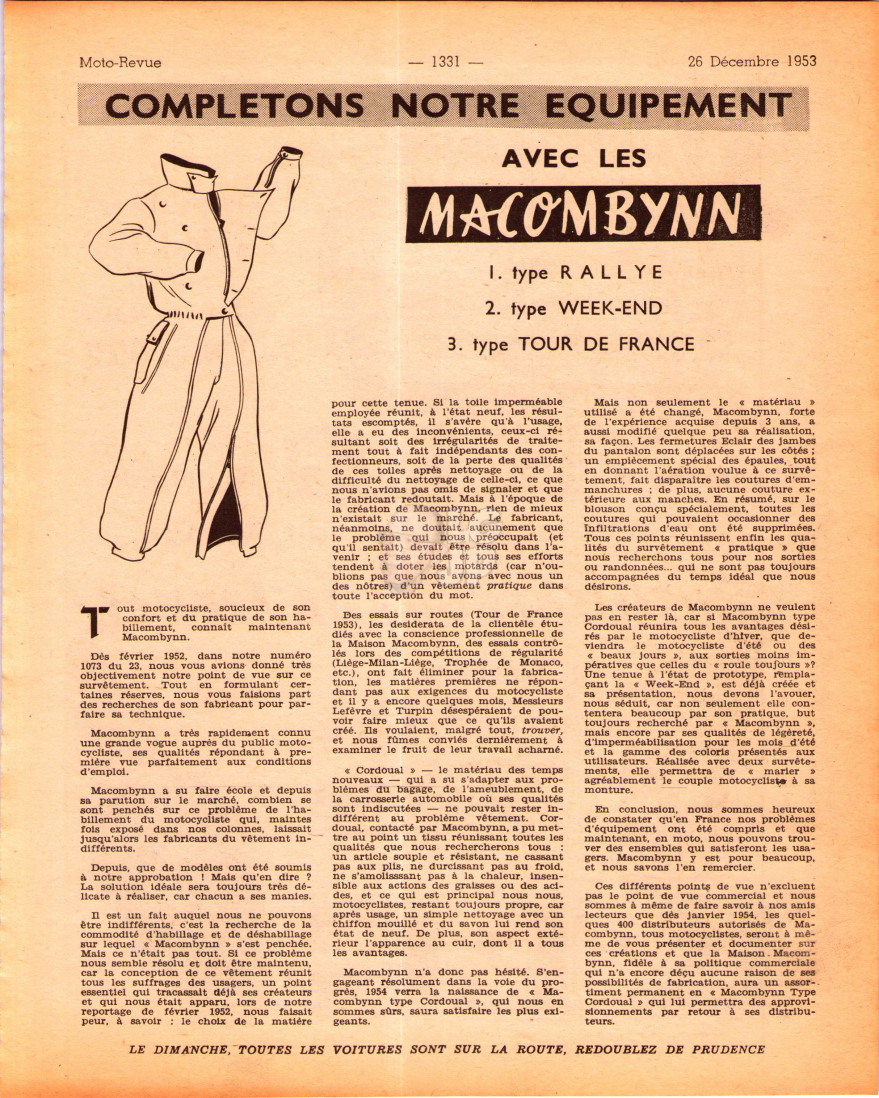 Moto-Revue
— 1331 —
26 Décembre 1953
COMPLETONS NOTRE EQUIPEMENT
AVEC LES
MACOMBYNN
1. type RALLYE
2. type WEEK-END
3. type TOUR DE FRANCE
Tout motocycliste, soucieux de son
confort et du pratique de son ha-
billement, connaît maintenant
Macombynn.
Dès février 1952, dans notre numéro
1073 du 23, nous vous avions donné très
objectivement notre point de vue sur ce
survêtement. Tout en formulant cer-
taines réserves, nous vous faisions part
des recherches de son fabricant pour par-
faire sa technique.
Macombynn a très rapidement connu
une grande vogue auprès du public moto-
cycliste, ses qualités répondant à pre-
mière vue parfaitement aux conditions
d'emploi.
Macombynn a su faire école et depuis
sa parution sur le marché, combien se
sont penchés sur ce problème de l'ha-
billement du motocycliste qui, maintes
fois exposé dans nos colonnes, laissait
jusqu'alors les fabricants du vêtement in-
différents.
Depuis, que de modèles ont été soumis
à notre approbation ! Mais qu'en dire ?
La solution idéale sera toujours très dé-
licate à réaliser, car chacun a ses manies.
Il est un fait auquel nous ne pouvons
être indifférents, c'est la recherche de la
commodité d'habillage et de déshabillage
sur lequel « Macombynn » s'est penchée.
Mais ce n'était pas tout. Si ce problème
nous semble résolu et doit être maintenu,
car la conception de ce vêtement réunit
tous les suffrages des usagers, un point
essentiel qui tracassait déjà ses créateurs
et qui nous était apparu, lors de notre
reportage de février 1952, nous faisait
peur, à savoir : le choix de la matière
pour cette tenue. Si la toile imperméable
employée réunit, à l'état neuf, les résul-
tats escomptés, il s'avère qu'à l'usage,
elle a eu des inconvénients, ceux-ci ré-
sultant soit des irrégularités de traite-
ment tout à fait indépendants des con-
fectionneurs, soit de la perte des qualités
de ces toiles après nettoyage ou de la
difficulté du nettoyage de celle-ci, ce que
nous n'avions pas omis de signaler et que
le fabricant redoutait. Mais à l'époque de
la création de Macombynn, rien de mieux
n'existait sur le marché. Le fabricant,
néanmoins, ne doutait aucunement que
le problème qui nous préoccupait (et
qu'il sentait) devait être résolu dans l'a-
venir ; et ses études et tous ses efforts
tendent à doter les motards (car n'ou-
blions pas que nous avons avec nous un
des nôtres) d'un vêtement pratique dans
toute l'acception du mot.
Des essais sur routes (Tour de France
1953), les desiderata de la clientèle étu-
diés avec la conscience professionnelle de
la Maison Macombynn, des essais contrô-
lés lors des compétitions de régularité
(Liége-Milan-Liége, Trophée de Monaco,
etc.), ont fait éliminer pour la fabrica-
tion, les matières premières ne répon-
dant pas aux exigences du motocycliste
et il y a encore quelques mois, Messieurs
Lefèvre et Turpin désespéraient de pou-
voir faire mieux que ce qu'ils avaient
créé. Ils voulaient, malgré tout, trouver,
et nous fûmes conviés dernièrement à
examiner le fruit de leur travail acharné.
« Cordoual » — le matériau des temps
nouveaux — qui a su s'adapter aux pro-
blèmes du bagage, de l'ameublement, de
la carrosserie automobile où ses qualités
sont indiscutées — ne pouvait rester in-
différent au problème vêtement. Cor-
doual, contacté par Macombynn, a pu met-
tre au point un tissu réunissant toutes les
qualités que nous rechercherons tous :
un article souple et résistant, ne cassant
pas aux plis, ne durcissant pas au froid,
ne s'amolissant pas à la chaleur, insen-
sible aux actions des graisses ou des aci-
des, et ce qui est principal nous nous,
motocyclistes, restant toujours propre, car
après usage, un simple nettoyage avec un
chiffon mouillé et du savon lui rend son
état de neuf. De plus, son aspect exté-
rieur l'apparence au cuir, dont il a tous
les avantages.
Macombynn n'a donc pas hésité. S'en-
gageant résolument dans la voie du pro-
grès, 1954 verra la naissance de « Ma-
combynn type Cordoual », qui nous en
sommes sûrs, saura satisfaire les plus exi-
geants.
Mais non seulement le « matériau »
utilisé a été changé, Macombynn, forte
de l'expérience acquise depuis 3 ans, a
aussi modifié quelque peu sa réalisation,
sa façon. Les fermetures Eclair des jambes
du pantalon sont déplacées sur les côtés ;
un empiècement spécial des épaules, tout
en donnant l'aération voulue à ce survê-
tement, fait disparaître les coutures d'em-
manchures ; de plus, aucune couture ex-
térieure aux manches. En résumé, sur le
blouson conçu spécialement, toutes les
coutures qui pouvaient occasionner des
infiltrations d'eau ont été supprimées.
Tous ces points réunissent enfin les qua-
lités du survêtement « pratique » que
nous recherchons tous pour nos sorties
ou randonnées... qui ne sont pas toujours
accompagnées du temps idéal que nous
désirons.
Les créateurs de Macombynn ne veulent
pas en rester là, car si Macombynn type
Cordoual réunira tous les avantages dési-
rés par le motocycliste d'hiver, que de-
viendra le motocycliste d'été ou des
« beaux jours », aux sorties moins im-
pératives que celles du « roule toujours »?
Une tenue à l'état de prototype, rempla-
çant la « Week-End », est déjà créée et
sa présentation, nous devons l'avouer,
nous séduit, car non seulement elle con-
tentera beaucoup par son pratique, but
toujours recherché par « Macombynn »,
mais encore par ses qualités de légèreté,
d'imperméabilisation pour les mois d'été
et la gamme des coloris présentés aux
utilisateurs. Réalisée avec deux survête-
ments, elle permettra de « marier »
agréablement le couple motocycliste à sa
monture.
En conclusion, nous sommes heureux
de constater qu'en France nos problèmes
d'équipement ont été compris et que
maintenant, en moto, nous pouvons trou-
ver des ensembles qui satisferont les usa-
gers. Macombynn y est pour beaucoup,
et nous savons l'en remercier.
Ces différents points de vue n'excluent
pas le point de vue commercial et nous
sommes à même de faire savoir à nos amis
lecteurs que dès janvier 1954, les quel-
ques 400 distributeurs autorisés de Ma-
combynn, tous motocyclistes, seront à mê-
me de vous présenter et documenter sur
ces créations et que la Maison Macom-
bynn, fidèle à sa politique commerciale
qui n'a encore déçu aucune raison de ses
possibilités de fabrication, aura un assor-
timent permanent en « Macombynn Type
Cordoual » qui lui permettra des approvi-
sionnements par retour à ses distribu-
teurs.
LE DIMANCHE, TOUTES LES VOITURES SONT SUR LA ROUTE, REDOUBLEZ DE PRUDENCE